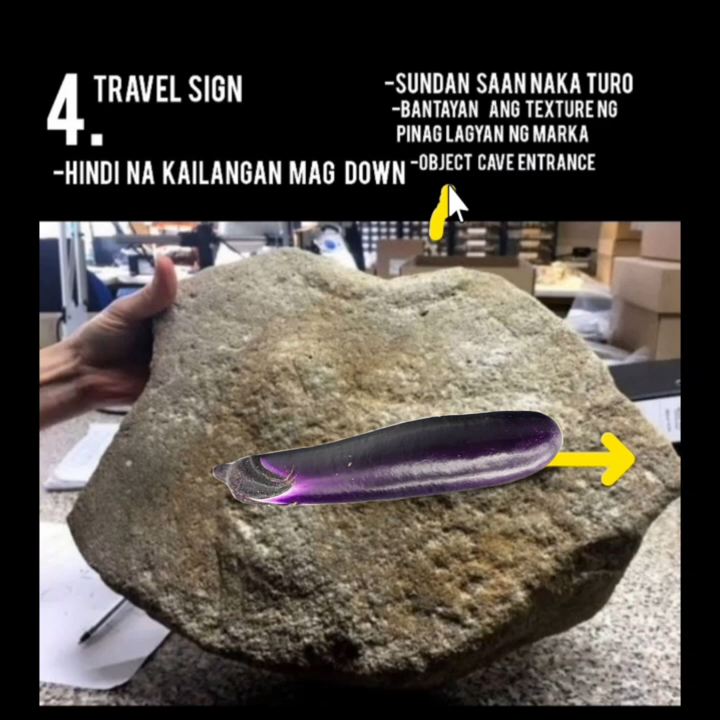 4. TRAVEL SIGN
-HINDI NA KAILANGAN MAG DOWN
-SUNDAN SAAN NAKA TURO
-BANTAYAN ANG TEXTURE NG
PINAG LAGYAN NG MARKA
-OBJECT CAVE ENTRANCE